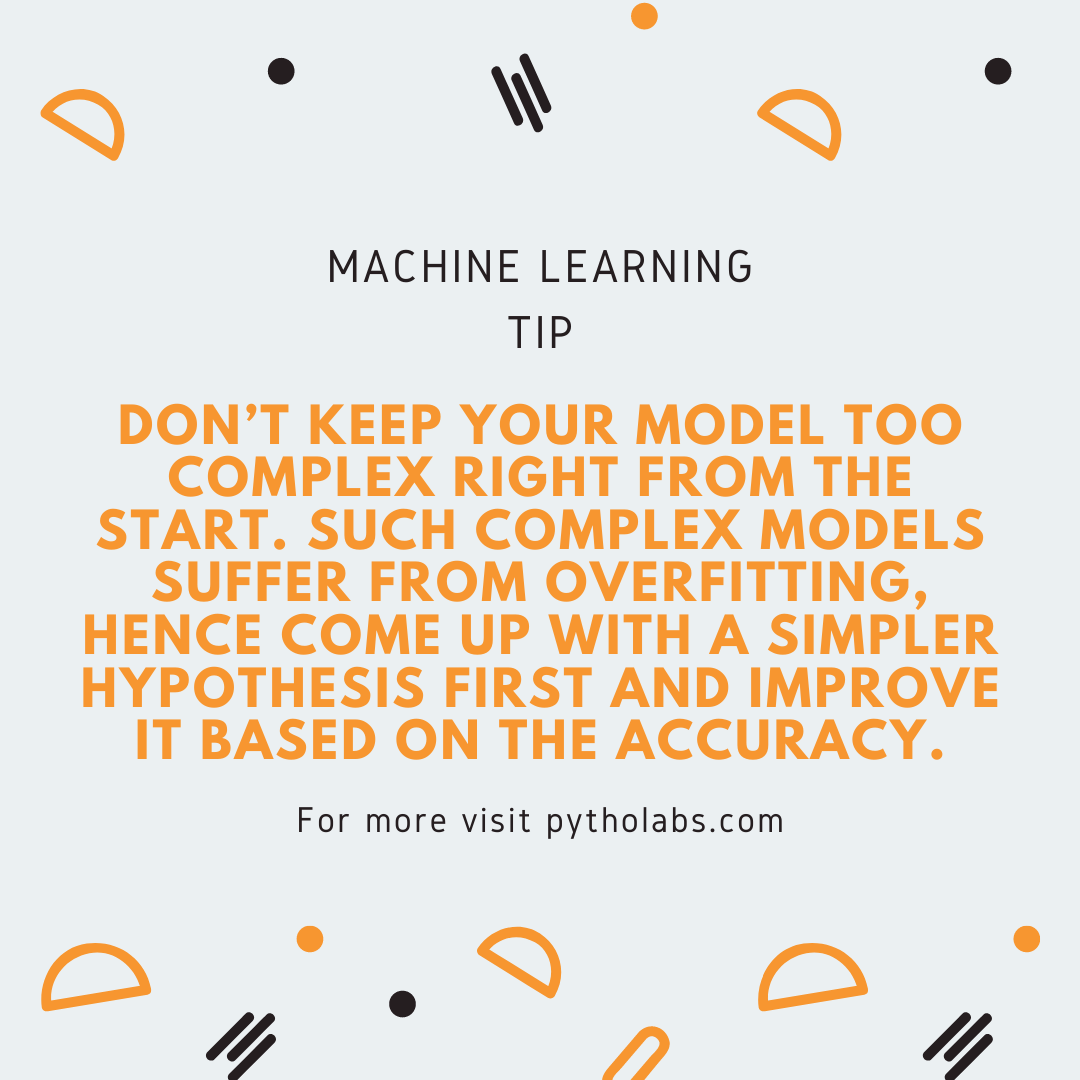 MACHINE LEARNING
TIP
DON’T KEEP YOUR MODEL TOO
COMPLEX RIGHT FROM THE
START. SUCH COMPLEX MODELS
SUFFER FROM OVERFITTING,
HENCE COME UP WITH A SIMPLER
HYPOTHESIS FIRST AND IMPROVE
IT BASED ON THE ACCURACY.
For more visit pytholabs.com